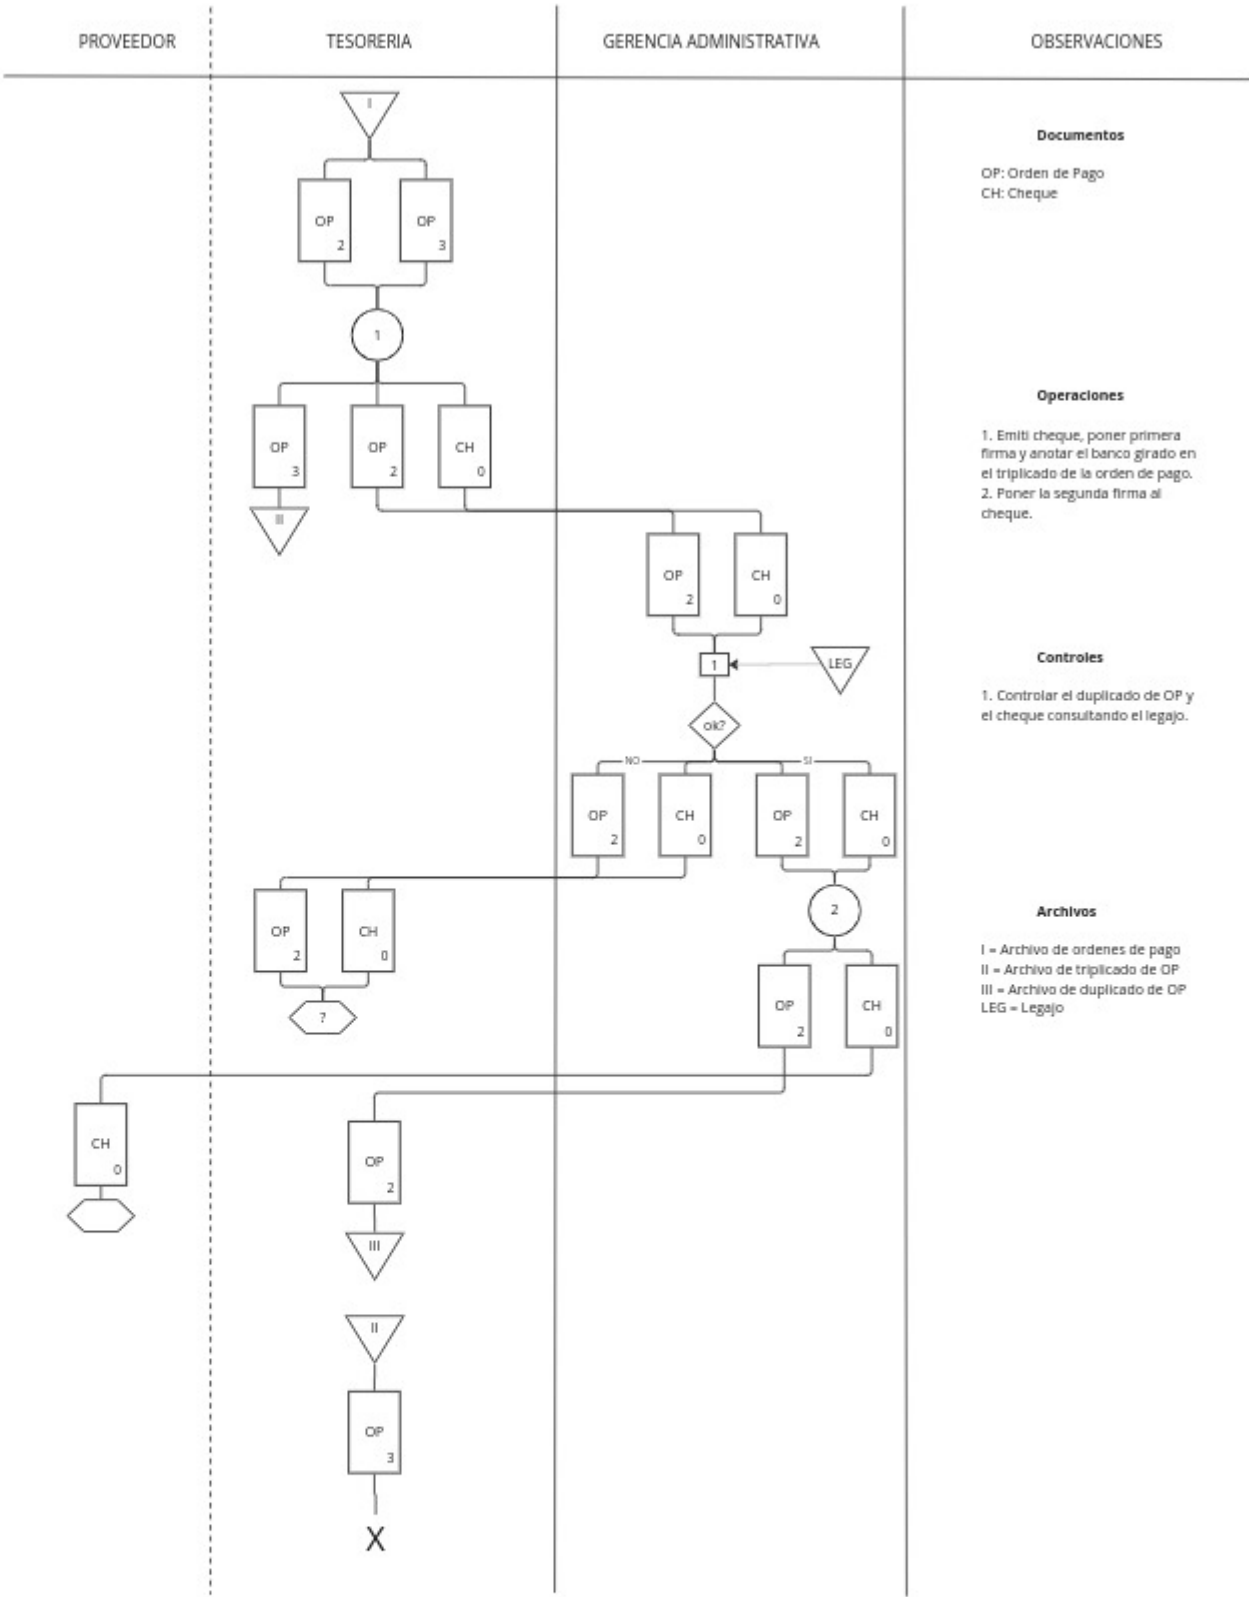 PROVEEDOR
TESORERIA
GERENCIA ADMINISTRATIVA
OBSERVACIONES
I
Documentos
OP: Orden de Pago
CH: Cheque
OP
2
OP
3
1
Operaciones
1. Emiti cheque, poner primera
firma y anotar el banco girado en
el triplicado de la orden de pago.
2. Poner la segunda firma al
cheque.
OP
3
OP
2
CH
0
II
OP
2
CH
0
Controles
1. Controlar el duplicado de OP y
el cheque consultando el legajo.
1
LEG
ok?
NO
SI
OP
2
CH
0
OP
2
CH
0
OP
2
CH
0
?
2
Archivos
I = Archivo de ordenes de pago
II = Archivo de triplicado de OP
III = Archivo de duplicado de OP
LEG = Legajo
OP
2
CH
0
CH
0
OP
2
III
II
OP
3
X